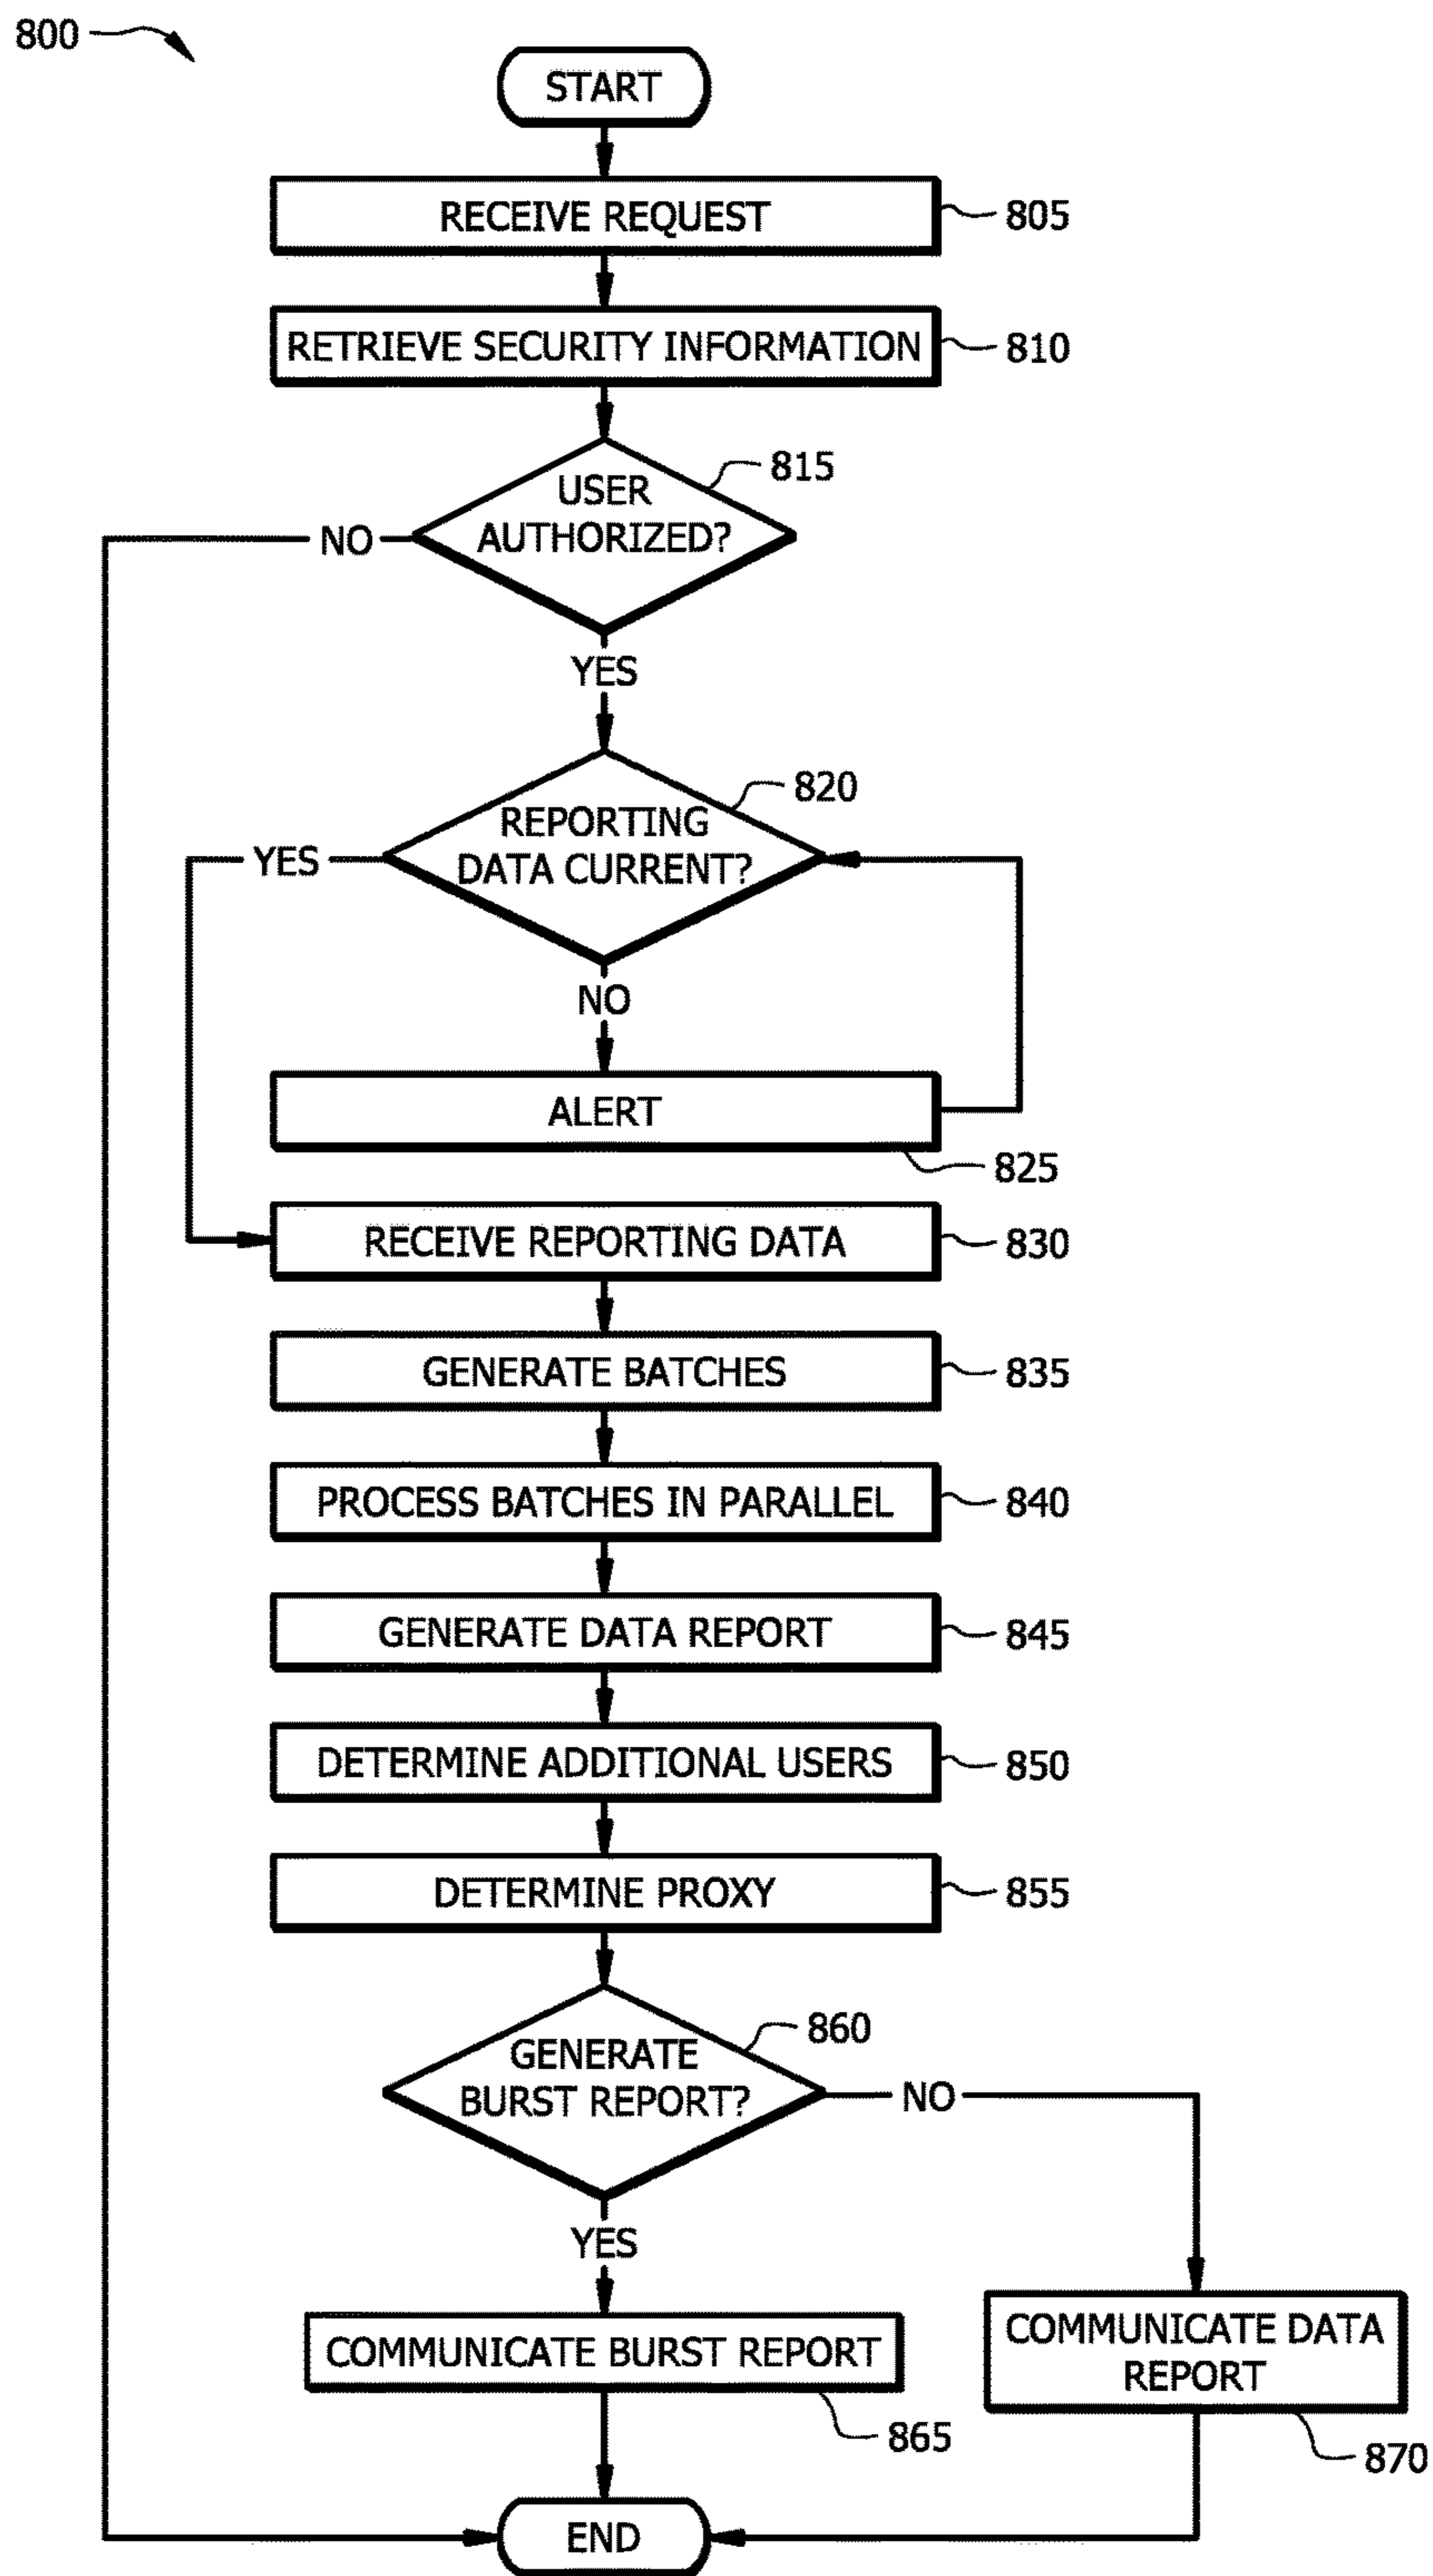 800
START
RECEIVE REQUEST
805
RETRIEVE SECURITY INFORMATION
810
815
USER
AUTHORIZED?
NO
YES
820
REPORTING
DATA CURRENT?
YES
NO
ALERT
825
RECEIVE REPORTING DATA
830
GENERATE BATCHES
835
PROCESS BATCHES IN PARALLEL
840
GENERATE DATA REPORT
845
DETERMINE ADDITIONAL USERS
850
DETERMINE PROXY
855
860
GENERATE
BURST REPORT?
NO
YES
COMMUNICATE BURST REPORT
865
COMMUNICATE DATA
REPORT
870
END